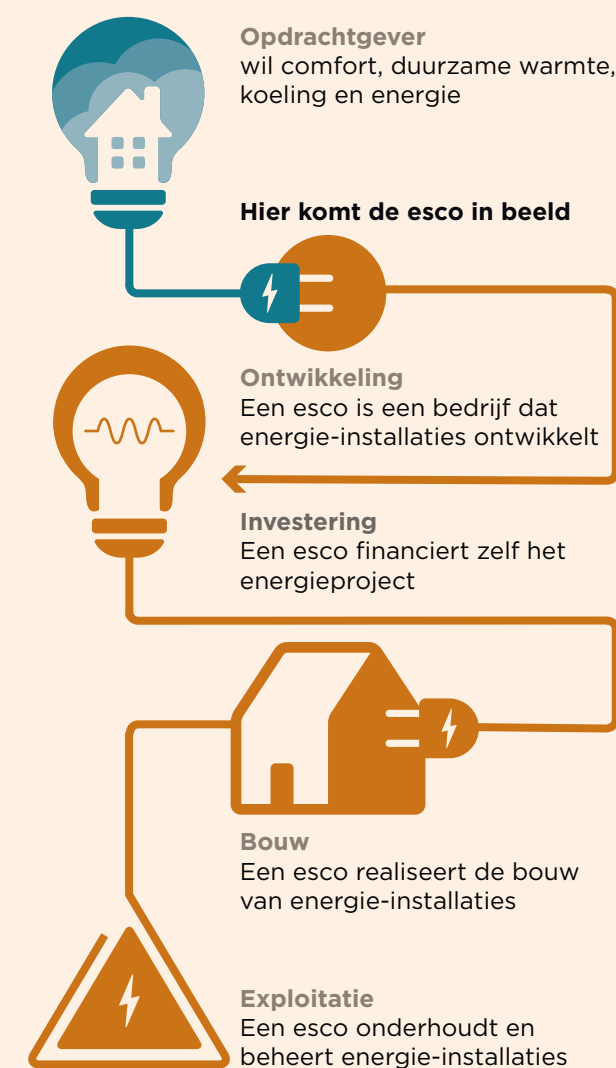 Opdrachtgever
wil comfort, duurzame warmte,
koeling en energie
Hier komt de esco in beeld
Ontwikkeling
Een esco is een bedrijf dat
energie-installaties ontwikkelt
Investering
Een esco financiert zelf het
energieproject
Bouw
Een esco realiseert de bouw
van energie-installaties
Exploitatie
Een esco onderhoudt en
beheert energie-installaties